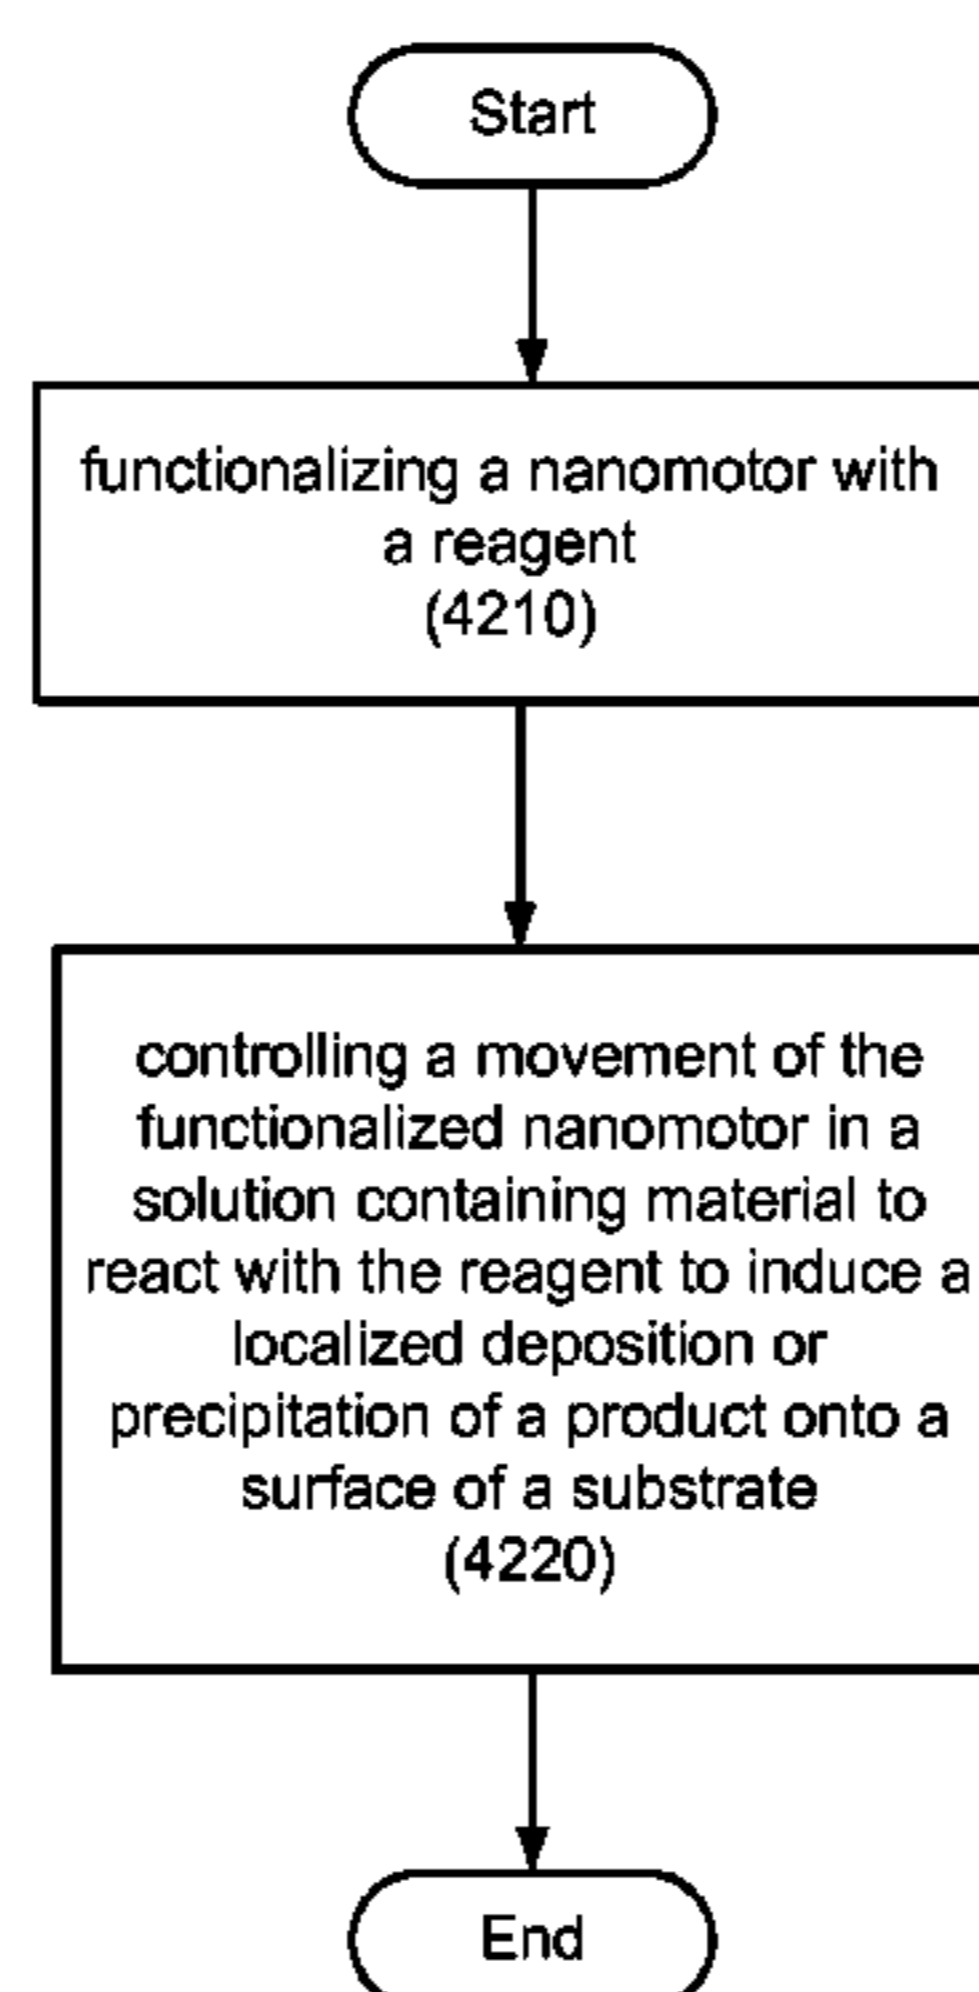 Start
functionalizing a nanomotor with
a reagent
(4210)
controlling a movement of the
functionalized nanomotor in a
solution containing material to
react with the reagent to induce a
localized deposition or
precipitation of a product onto a
surface of a substrate
(4220)
End